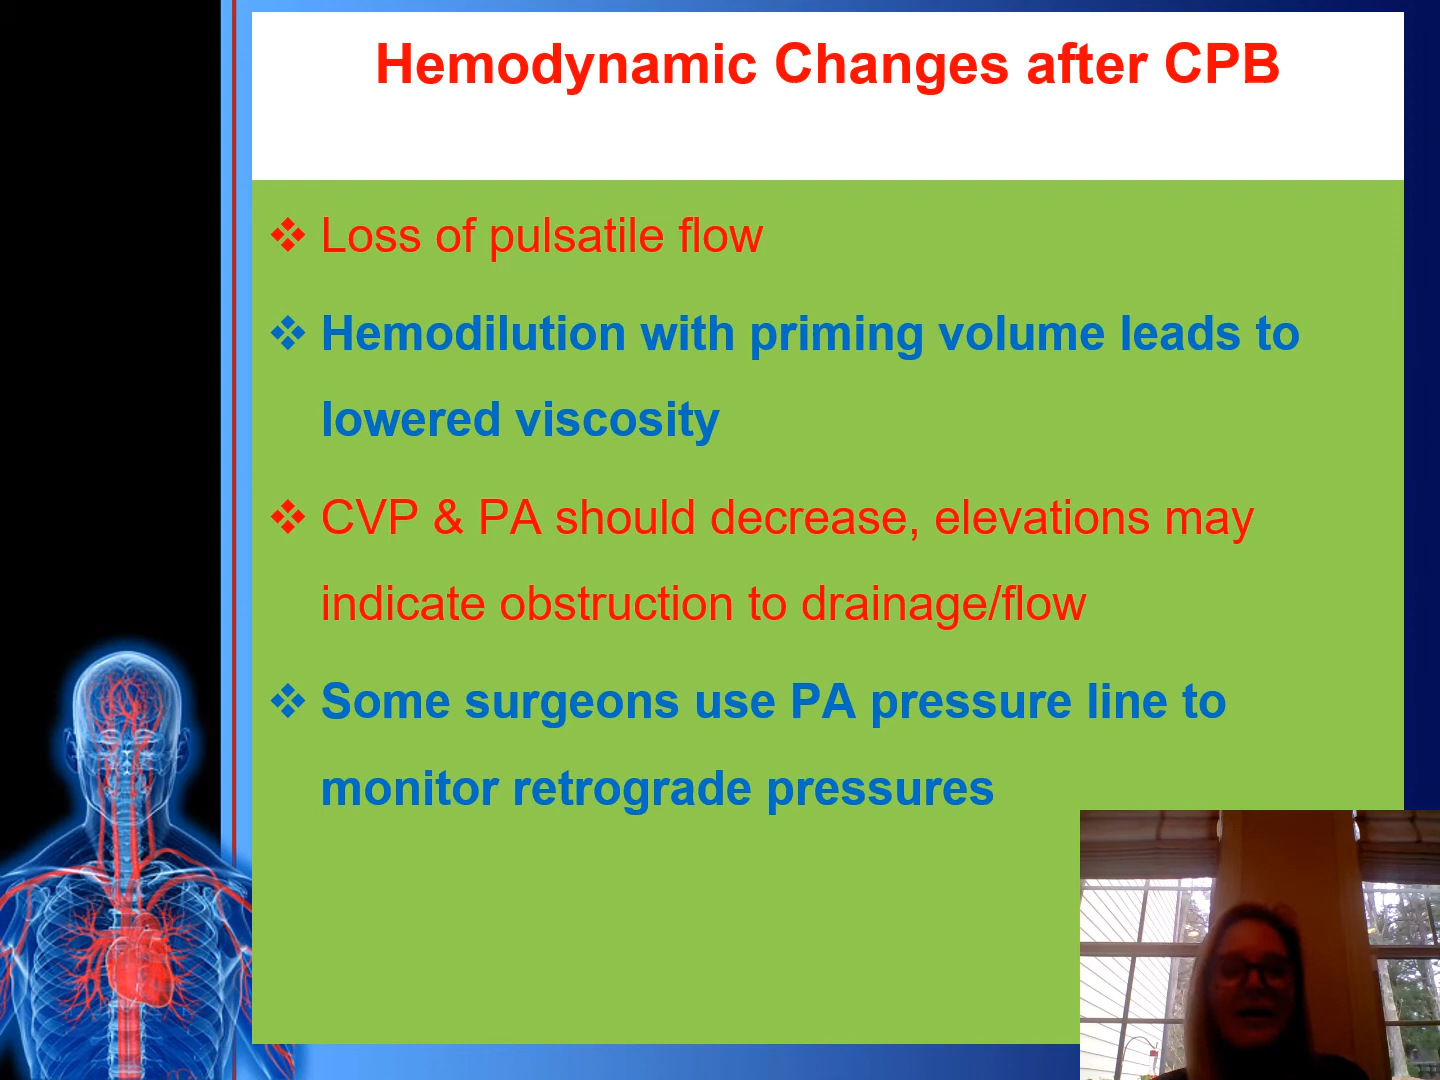 Hemodynamic Changes after CPB
❖ Loss of pulsatile flow
❖ Hemodilution with priming volume leads to
lowered viscosity
❖ CVP & PA should decrease, elevations may
indicate obstruction to drainage/flow
❖ Some surgeons use PA pressure line to
monitor retrograde pressures